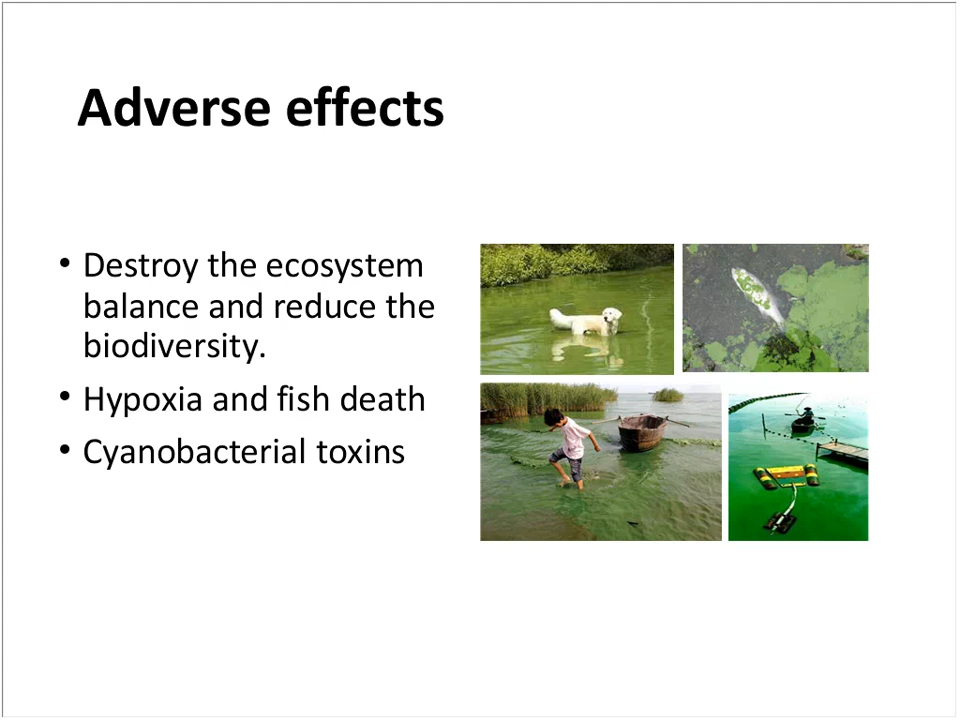 Adverse effects
• Destroy the ecosystem
balance and reduce the
biodiversity.
• Hypoxia and fish death
• Cyanobacterial toxins